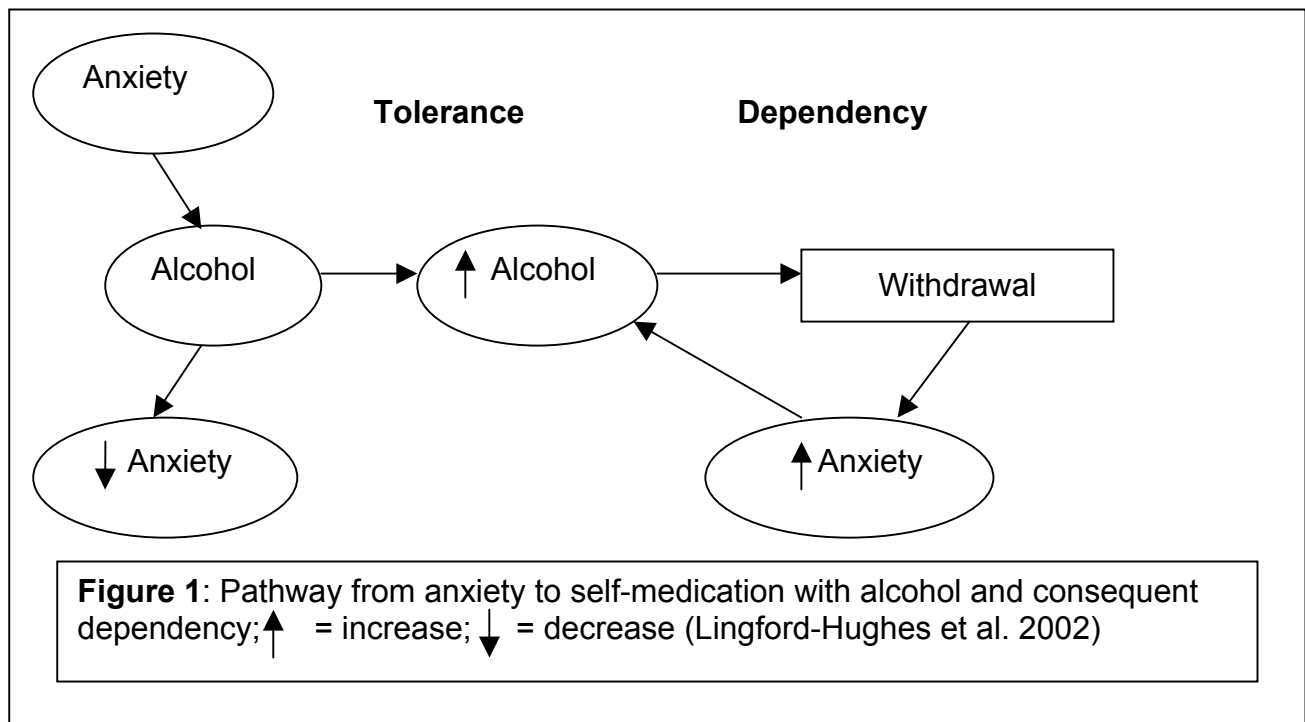 Anxiety
Tolerance
Dependency
Alcohol
↑ Alcohol
Withdrawal
↓ Anxiety
↑ Anxiety
Figure 1: Pathway from anxiety to self-medication with alcohol and consequent
dependency; ↑ = increase; ↓ = decrease (Lingford-Hughes et al. 2002)